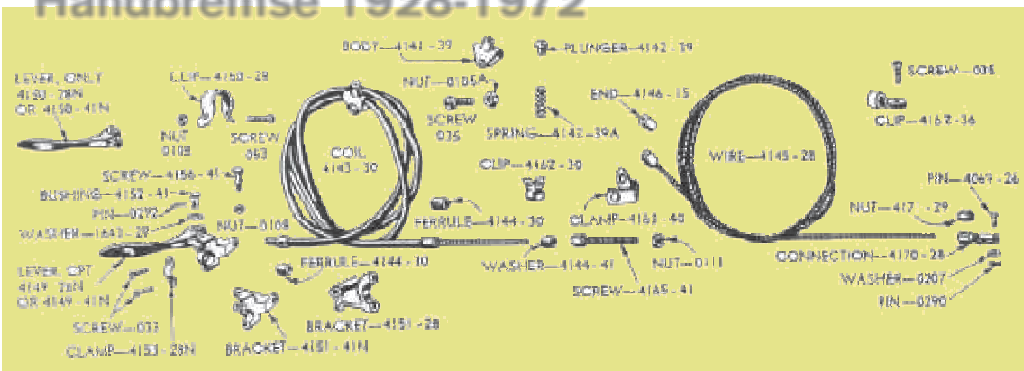 Handbremse 1928-1972
BODY—4141-39
PLUNGER—4142-39
LEVER, ONLY
4150-28N
OR 4150-41N
CLIP—4160-28
NUT—0105A
END—4146-15
SCREW—035
NUT
0103
SCREW
053
COIL
4143-30
SCREW
035
SPRING—4142-39A
CLIP—4162-36
WIRE—4145-28
SCREW—4156-41
CLIP—4162-30
PIN—4069-26
BUSHING—4152-41
PIN—0292
NUT—0108
FERRULE—4144-30
CLAMP—4163-40
WASHER—1643-29
LEVER, CPT
4149-28N
OR 4149-41N
FERRULE—4144-30
WASHER—4144-41
NUT—0111
CONNECTION—4170-28
WASHER—0207
SCREW—4165-41
PIN—0290
SCREW—033
BRACKET—4151-28
CLAMP—4153-28N
BRACKET—4151-41N